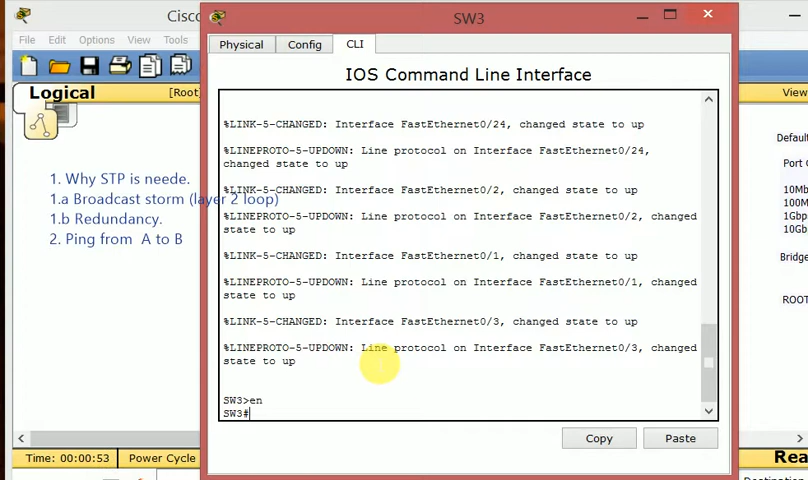 Cisco
SW3
File Edit Options View Tools
Physical Config CLI
IOS Command Line Interface
Logical
[Root]
View
%LINK-5-CHANGED: Interface FastEthernet0/24, changed state to up
%LINEPROTO-5-UPDOWN: Line protocol on Interface FastEthernet0/24,
changed state to up
%LINK-5-CHANGED: Interface FastEthernet0/2, changed state to up
%LINEPROTO-5-UPDOWN: Line protocol on Interface FastEthernet0/2, changed
state to up
%LINK-5-CHANGED: Interface FastEthernet0/1, changed state to up
%LINEPROTO-5-UPDOWN: Line protocol on Interface FastEthernet0/1, changed
state to up
%LINK-5-CHANGED: Interface FastEthernet0/3, changed state to up
%LINEPROTO-5-UPDOWN: Line protocol on Interface FastEthernet0/3, changed
state to up
SW3>en
SW3#
Copy Paste
1. Why STP is neede.
1.a Broadcast storm (layer 2 loop)
1.b Redundancy.
2. Ping from A to B
Default
Port C
10Mb
100M
1Gbp
10Gb
Bridge
ROOT
Time: 00:00:53 Power Cycle
Rea